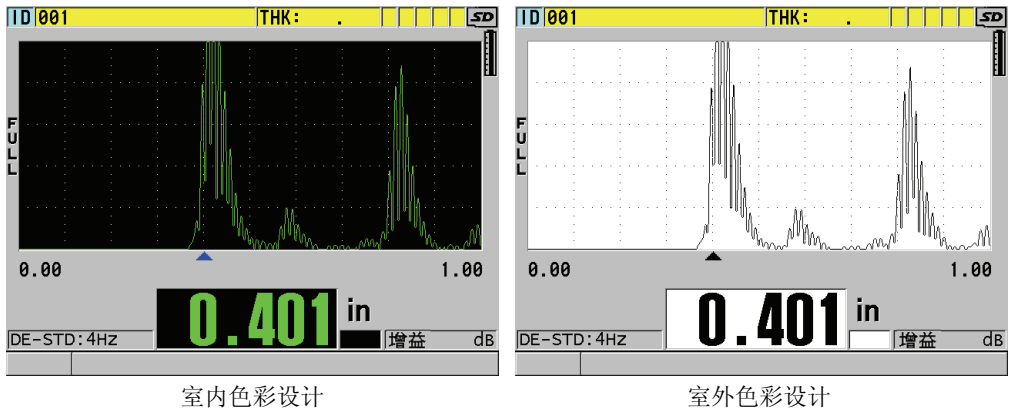 ID 001 THK: . SD
FULL
0.00 1.00
0.401 in
DE-STD:4Hz 增益 dB
室内色彩设计
ID 001 THK: . SD
FULL
0.00 1.00
0.401 in
DE-STD:4Hz 增益 dB
室外色彩设计